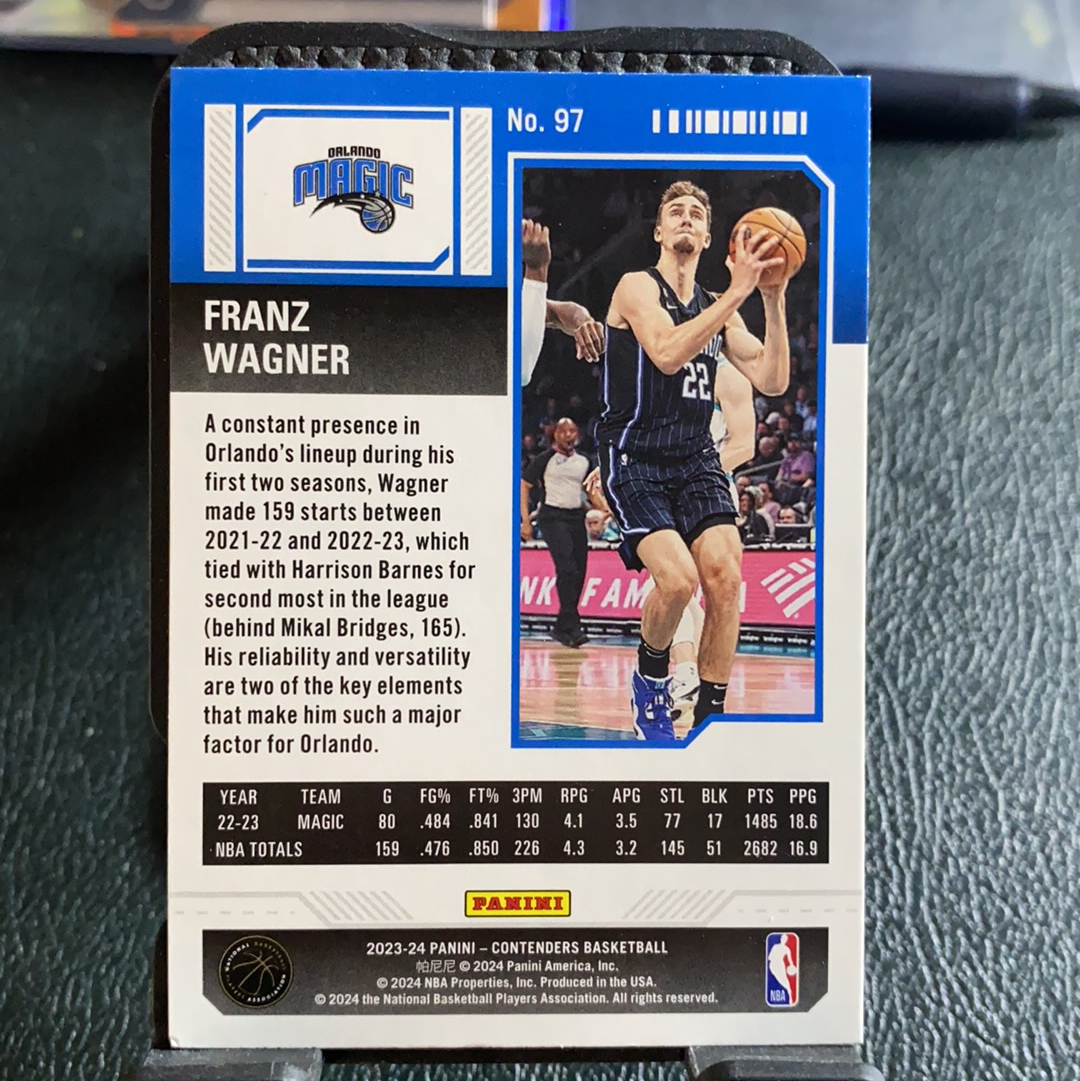 ORLANDO
MAGIC
No. 97
FRANZ
WAGNER
22
A constant presence in
Orlando's lineup during his
first two seasons, Wagner
made 159 starts between
2021-22 and 2022-23, which
tied with Harrison Barnes for
second most in the league
(behind Mikal Bridges, 165).
His reliability and versatility
are two of the key elements
that make him such a major
factor for Orlando.
NK FAM
YEAR TEAM G FG% FT% 3PM RPG APG STL BLK PTS PPG
22-23 MAGIC 80 .484 .841 130 4.1 3.5 77 17 1485 18.6
NBA TOTALS 159 .476 .850 226 4.3 3.2 145 51 2682 16.9
PANINI
NATIONAL BASKETBALL ASSOCIATION
2023-24 PANINI – CONTENDERS BASKETBALL
帕尼尼 © 2024 Panini America, Inc.
© 2024 NBA Properties, Inc. Produced in the USA.
© 2024 the National Basketball Players Association. All rights reserved.
NBA